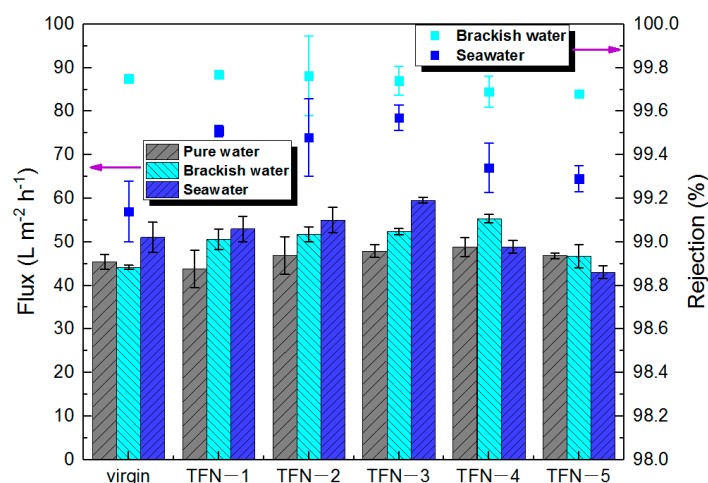 100
90
80
70
60
50
40
30
20
10
0
Flux (L m⁻² h⁻¹)
Brackish water
Seawater
Pure water
Brackish water
Seawater
virgin TFN－1 TFN－2 TFN－3 TFN－4 TFN－5
100.0
99.8
99.6
99.4
99.2
99.0
98.8
98.6
98.4
98.2
98.0
Rejection (%)